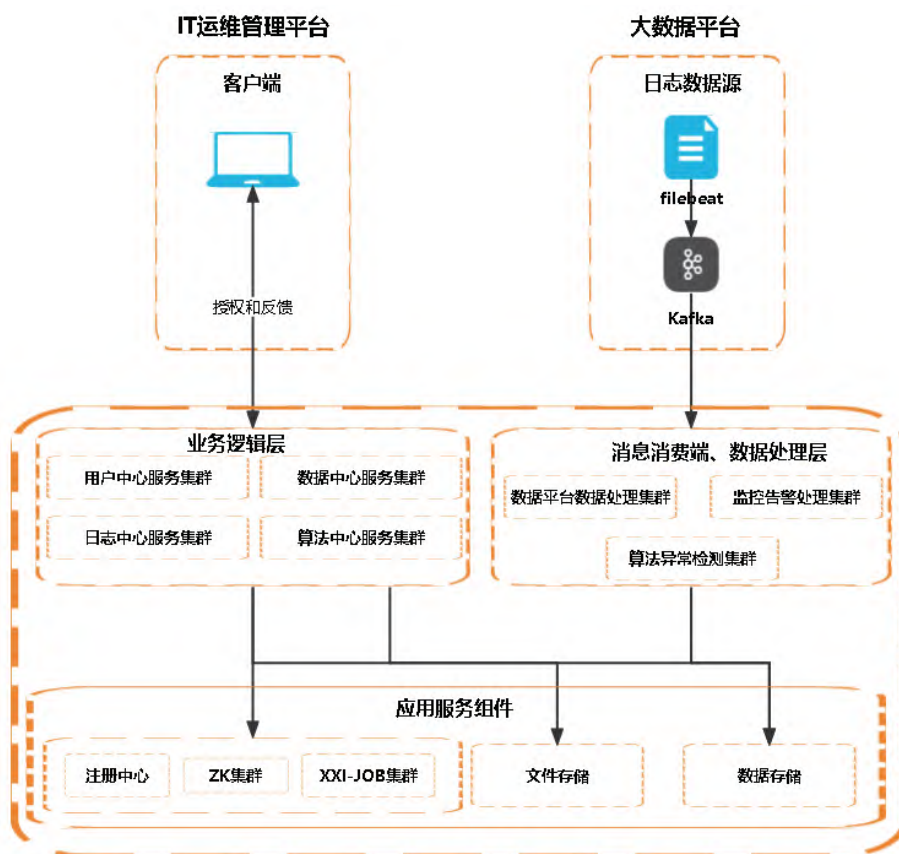 IT运维管理平台
大数据平台
客户端
日志数据源
filebeat
授权和反馈
Kafka
业务逻辑层
消息消费端、数据处理层
用户中心服务集群
数据中心服务集群
数据平台数据处理集群
监控告警处理集群
日志中心服务集群
算法中心服务集群
算法异常检测集群
应用服务组件
注册中心
ZK集群
XXI-JOB集群
文件存储
数据存储